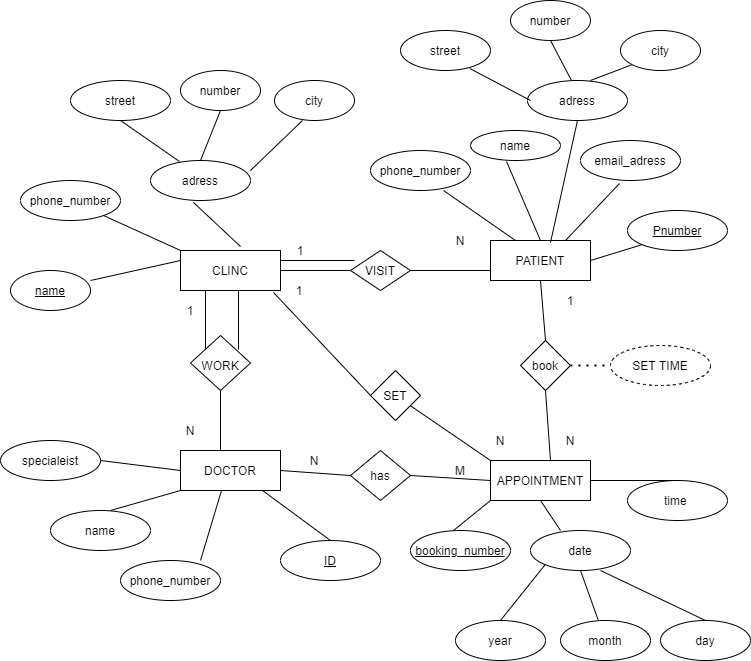 number
street
city
adress
number
street
city
adress
name
email_adress
phone_number
phone_number
Pnumber
name
CLINC
1
1
VISIT
N
PATIENT
1
1
WORK
book
SET TIME
SET
N
N
N
specialeist
DOCTOR
N
has
M
APPOINTMENT
time
name
phone_number
ID
booking_number
date
year
month
day